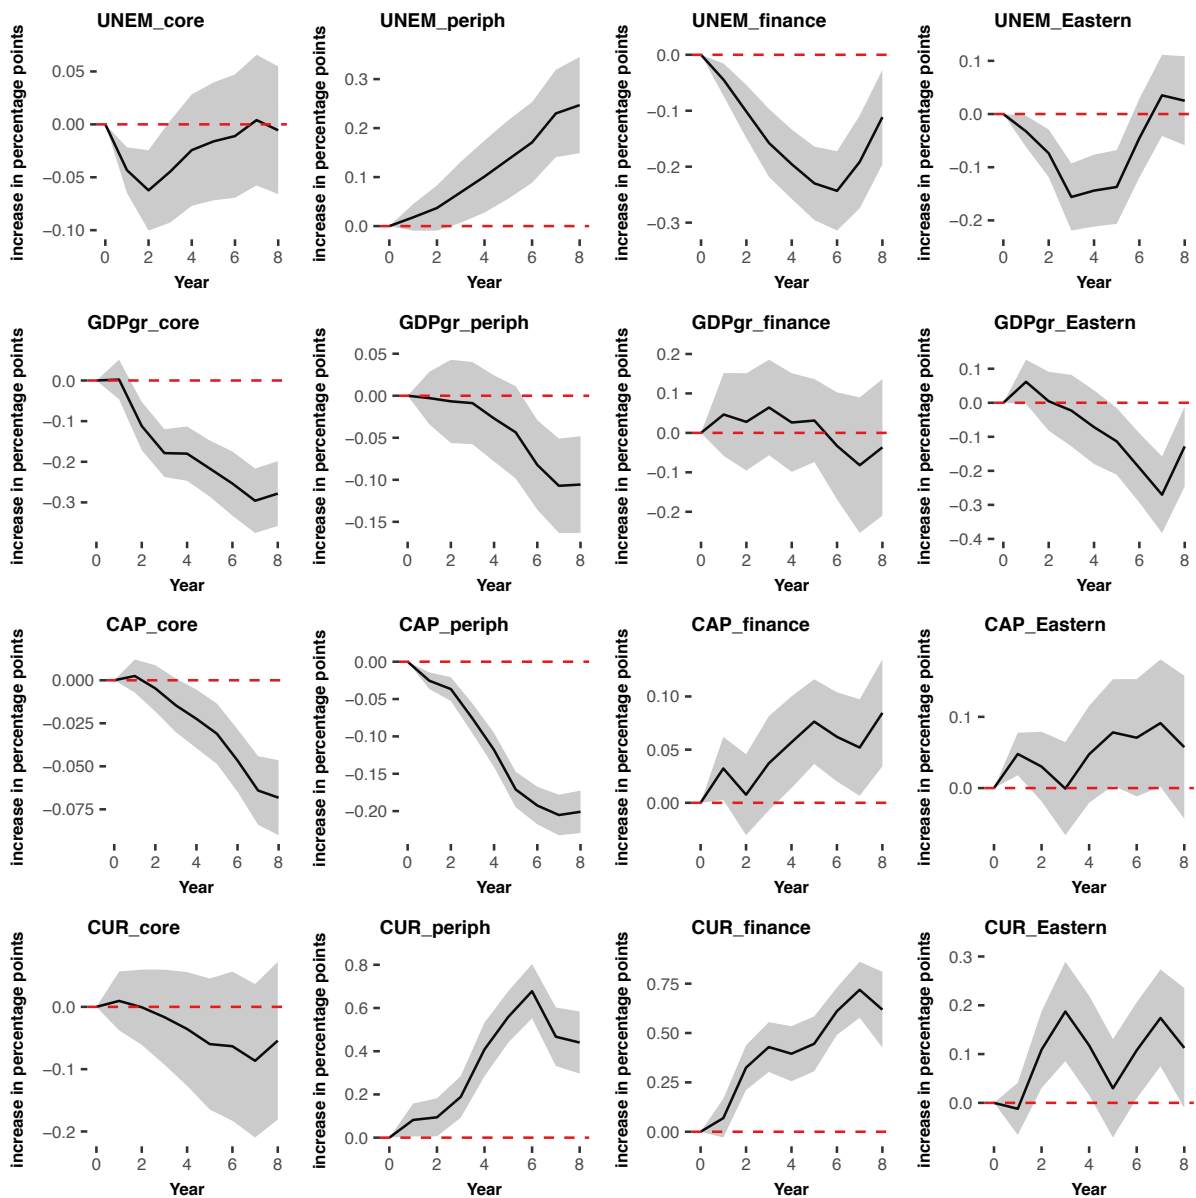 UNEM_core
UNEM_periph
UNEM_finance
UNEM_Eastern
increase in percentage points
0.05
0.00
−0.05
−0.10
0 2 4 6 8
Year
increase in percentage points
0.3
0.2
0.1
0.0
0 2 4 6 8
Year
increase in percentage points
0.0
−0.1
−0.2
−0.3
0 2 4 6 8
Year
increase in percentage points
0.1
0.0
−0.1
−0.2
0 2 4 6 8
Year
GDPgr_core
GDPgr_periph
GDPgr_finance
GDPgr_Eastern
increase in percentage points
0.0
−0.1
−0.2
−0.3
0 2 4 6 8
Year
increase in percentage points
0.05
0.00
−0.05
−0.10
−0.15
0 2 4 6 8
Year
increase in percentage points
0.2
0.1
0.0
−0.1
−0.2
0 2 4 6 8
Year
increase in percentage points
0.1
0.0
−0.1
−0.2
−0.3
−0.4
0 2 4 6 8
Year
CAP_core
CAP_periph
CAP_finance
CAP_Eastern
increase in percentage points
0.000
−0.025
−0.050
−0.075
0 2 4 6 8
Year
increase in percentage points
0.00
−0.05
−0.10
−0.15
−0.20
0 2 4 6 8
Year
increase in percentage points
0.10
0.05
0.00
0 2 4 6 8
Year
increase in percentage points
0.1
0.0
0 2 4 6 8
Year
CUR_core
CUR_periph
CUR_finance
CUR_Eastern
increase in percentage points
0.0
−0.1
−0.2
0 2 4 6 8
Year
increase in percentage points
0.8
0.6
0.4
0.2
0.0
0 2 4 6 8
Year
increase in percentage points
0.75
0.50
0.25
0.00
0 2 4 6 8
Year
increase in percentage points
0.3
0.2
0.1
0.0
0 2 4 6 8
Year